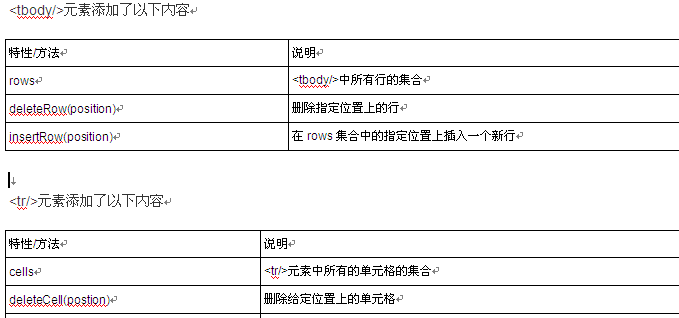 <tbody/>元素添加了以下内容
特性/方法 说明
rows <tbody/>中所有行的集合
deleteRow(position) 删除指定位置上的行
insertRow(position) 在 rows 集合中的指定位置上插入一个新行
<tr/>元素添加了以下内容
特性/方法 说明
cells <tr/>元素中所有的单元格的集合
deleteCell(postion) 删除给定位置上的单元格